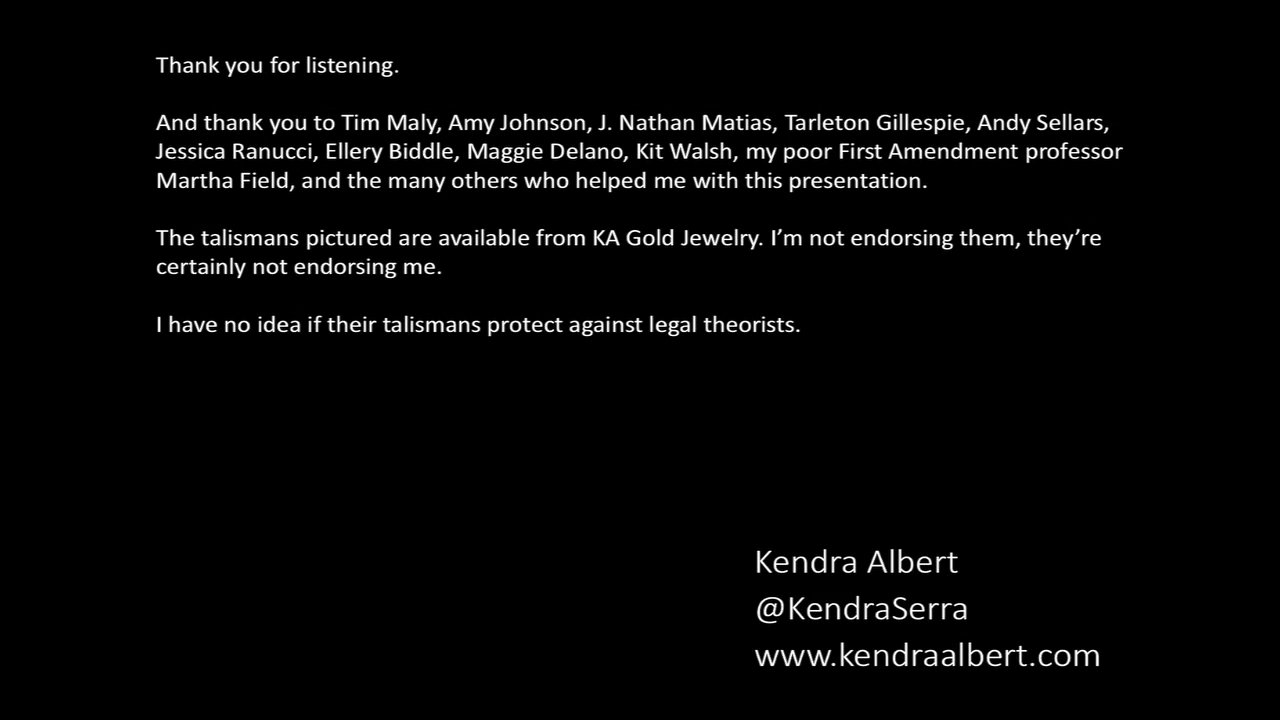 Thank you for listening.
And thank you to Tim Maly, Amy Johnson, J. Nathan Matias, Tarleton Gillespie, Andy Sellars,
Jessica Ranucci, Ellery Biddle, Maggie Delano, Kit Walsh, my poor First Amendment professor
Martha Field, and the many others who helped me with this presentation.
The talismans pictured are available from KA Gold Jewelry. I’m not endorsing them, they’re
certainly not endorsing me.
I have no idea if their talismans protect against legal theorists.
Kendra Albert
@KendraSerra
www.kendraalbert.com